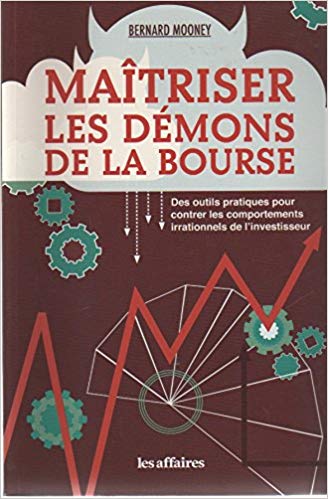 BERNARD MOONEY
MAÎTRISER
LES DÉMONS
DE LA BOURSE
Des outils pratiques pour
contrer les comportements
irrationnels de l'investisseur
les affaires